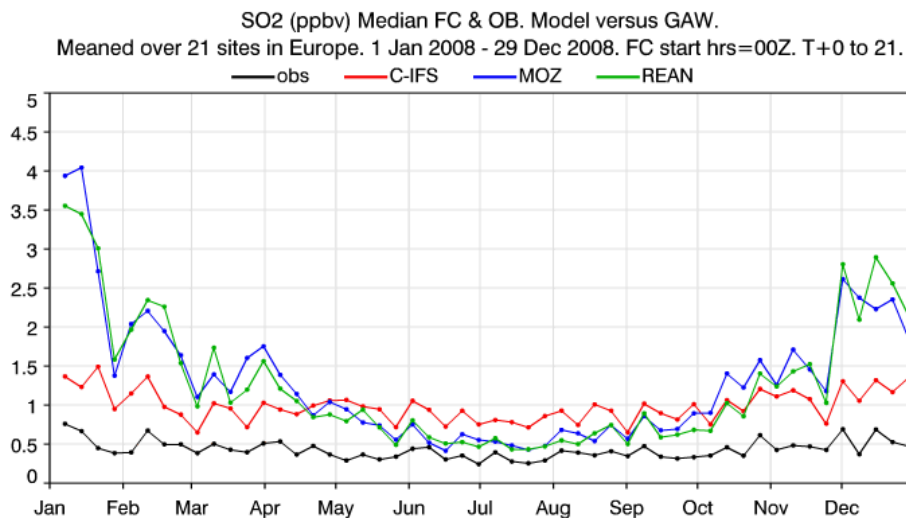 SO2 (ppbv) Median FC & OB. Model versus GAW.
Meaned over 21 sites in Europe. 1 Jan 2008 - 29 Dec 2008. FC start hrs=00Z. T+0 to 21.
obs C-IFS MOZ REAN
5
4.5
4
3.5
3
2.5
2
1.5
1
0.5
0
Jan Feb Mar Apr May Jun Jul Aug Sep Oct Nov Dec